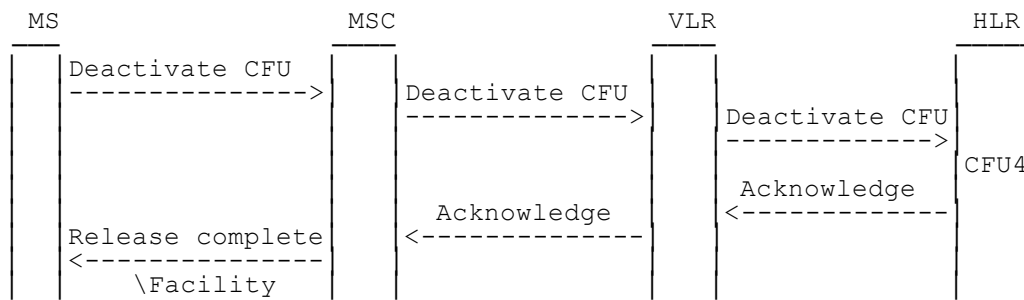 MS MSC VLR HLR
Deactivate CFU
Deactivate CFU
Deactivate CFU
CFU4
Acknowledge
Acknowledge
Release complete
\Facility